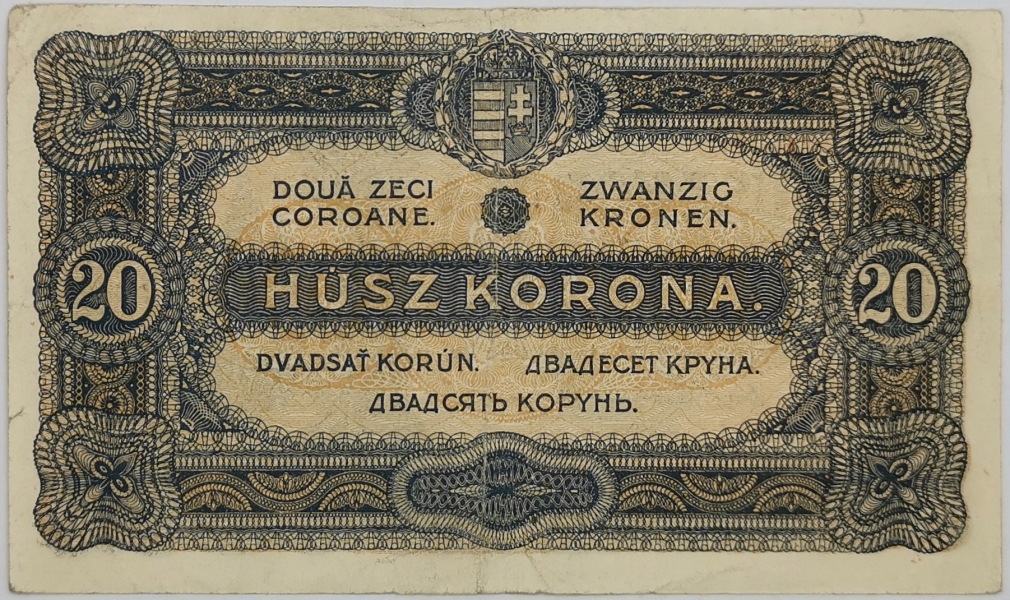 DOUĂ ZECI
COROANE.
ZWANZIG
KRONEN.
20
HÚSZ KORONA.
20
DVADSAŤ KORÚN.
ДВАДЕСЕТ КРУНА.
ДВАДСЯТЬ КОРУНЬ.